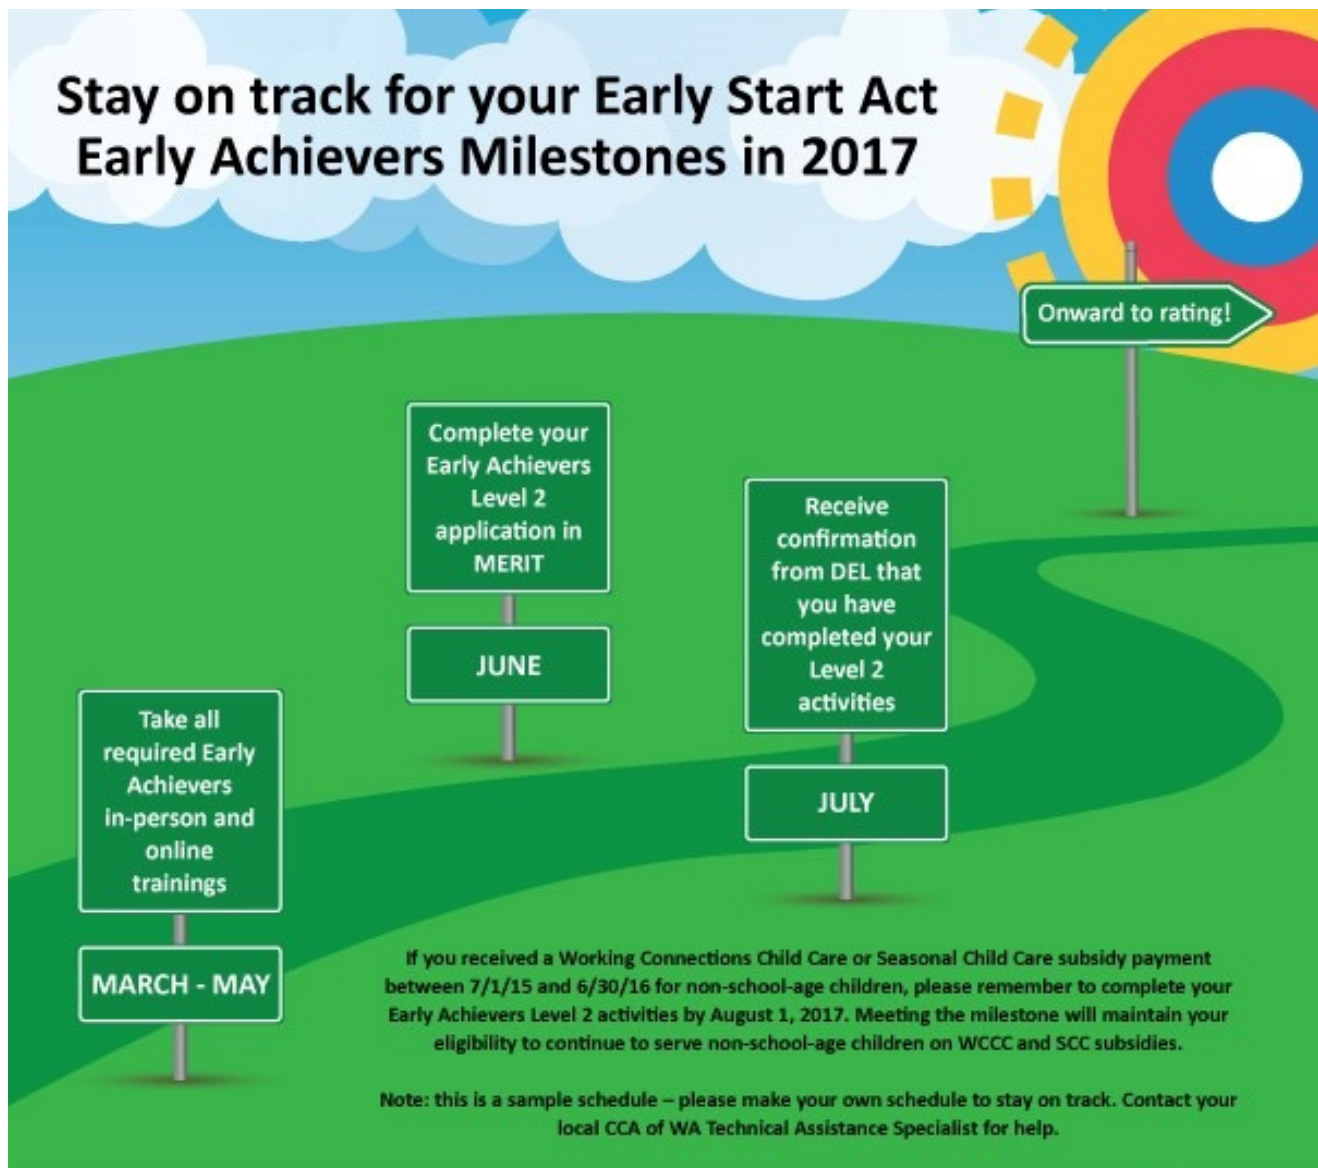 Stay on track for your Early Start Act
Early Achievers Milestones in 2017
Onward to rating!
Complete your
Early Achievers
Level 2
application in
MERIT
JUNE
Receive
confirmation
from DEL that
you have
completed your
Level 2
activities
JULY
Take all
required Early
Achievers
in-person and
online
trainings
MARCH - MAY
If you received a Working Connections Child Care or Seasonal Child Care subsidy payment
between 7/1/15 and 6/30/16 for non-school-age children, please remember to complete your
Early Achievers Level 2 activities by August 1, 2017. Meeting the milestone will maintain your
eligibility to continue to serve non-school-age children on WCCC and SCC subsidies.
Note: this is a sample schedule – please make your own schedule to stay on track. Contact your
local CCA of WA Technical Assistance Specialist for help.